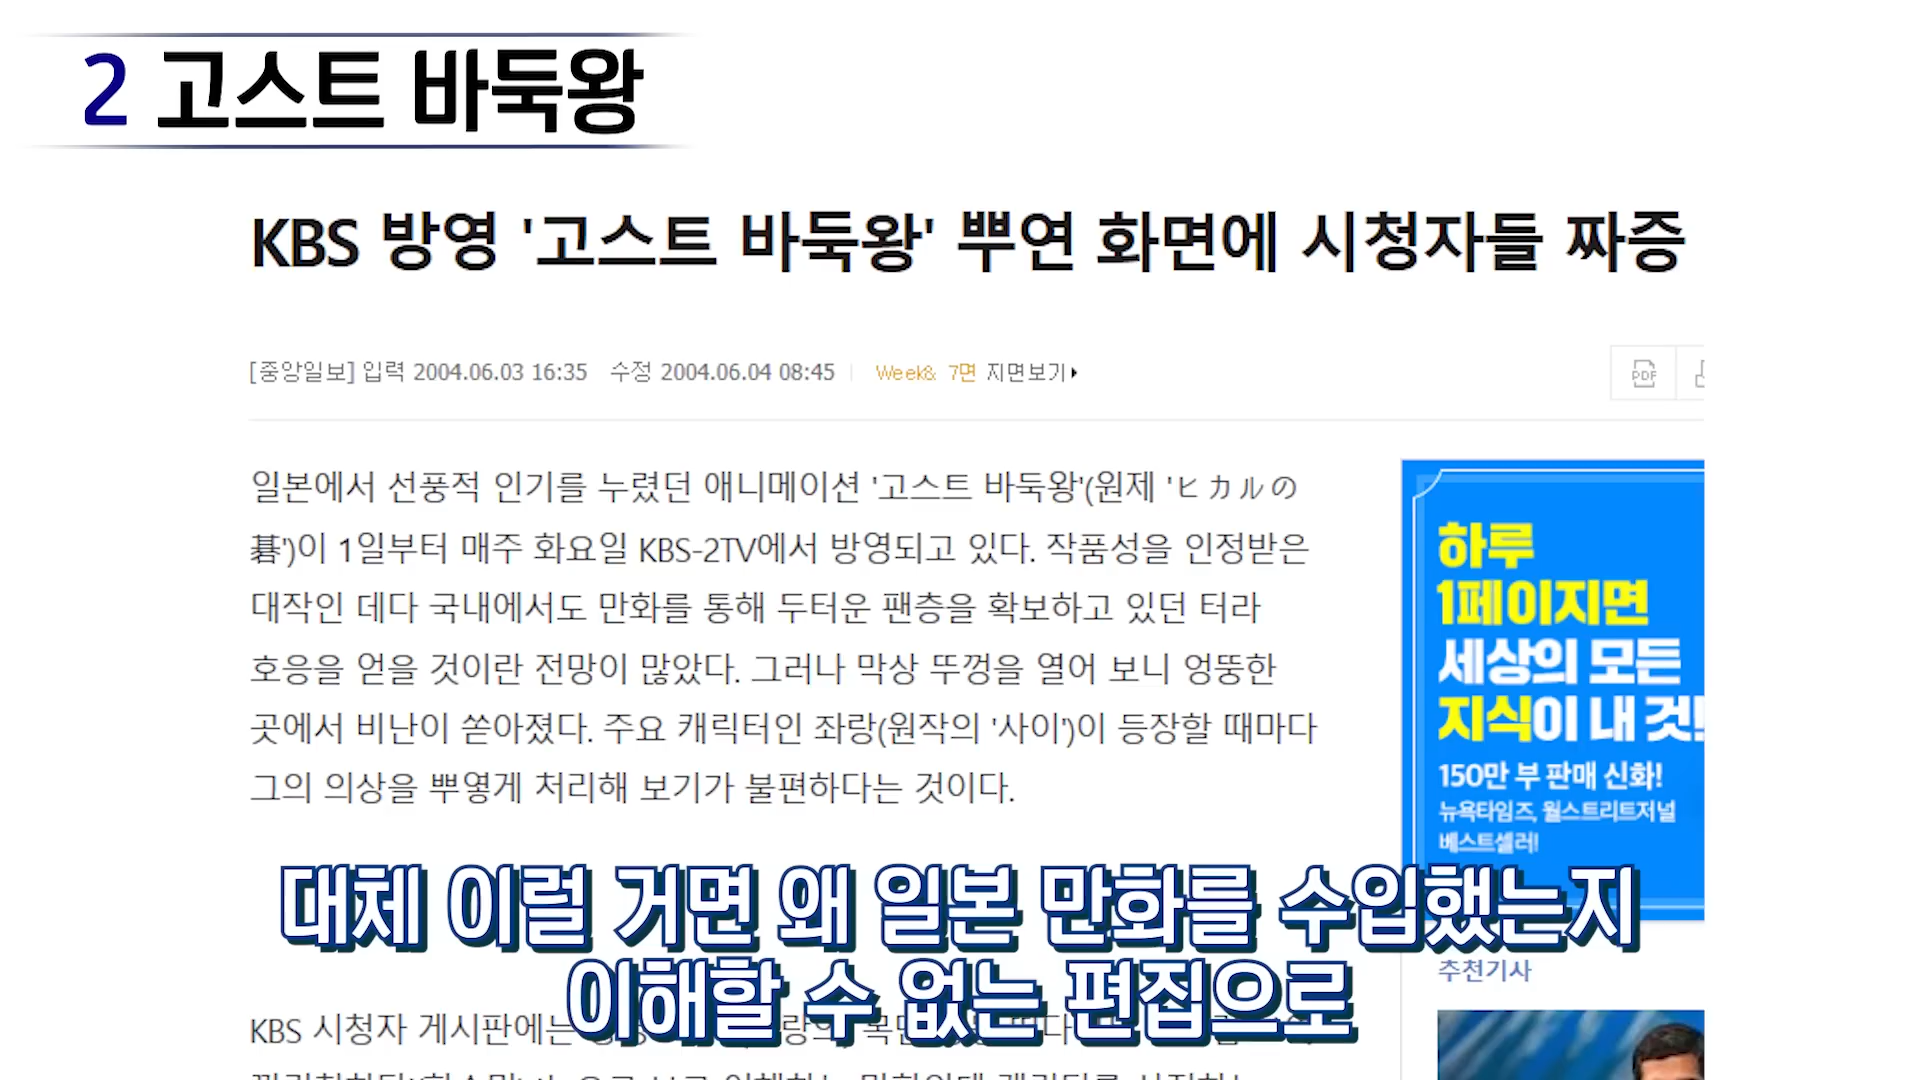 2 고스트 바둑왕
KBS 방영 '고스트 바둑왕' 뿌연 화면에 시청자들 짜증
[중앙일보] 입력 2004.06.03 16:35 수정 2004.06.04 08:45 Week& 7면 지면보기
PDF
일본에서 선풍적 인기를 누렸던 애니메이션 '고스트 바둑왕'(원제 'ヒカルの
碁')이 1일부터 매주 화요일 KBS-2TV에서 방영되고 있다. 작품성을 인정받은
대작인 데다 국내에서도 만화를 통해 두터운 팬층을 확보하고 있던 터라
호응을 얻을 것이란 전망이 많았다. 그러나 막상 뚜껑을 열어 보니 엉뚱한
곳에서 비난이 쏟아졌다. 주요 캐릭터인 좌랑(원작의 '사이')이 등장할 때마다
그의 의상을 뿌옇게 처리해 보기가 불편하다는 것이다.
하루
1페이지면
세상의 모든
지식이 내 것!
150만 부 판매 신화!
뉴욕타임즈, 월스트리트저널
베스트셀러!
대체 이럴 거면 왜 일본 만화를 수입했는지
이해할 수 없는 편집으로
추천기사
KBS 시청자 게시판에는